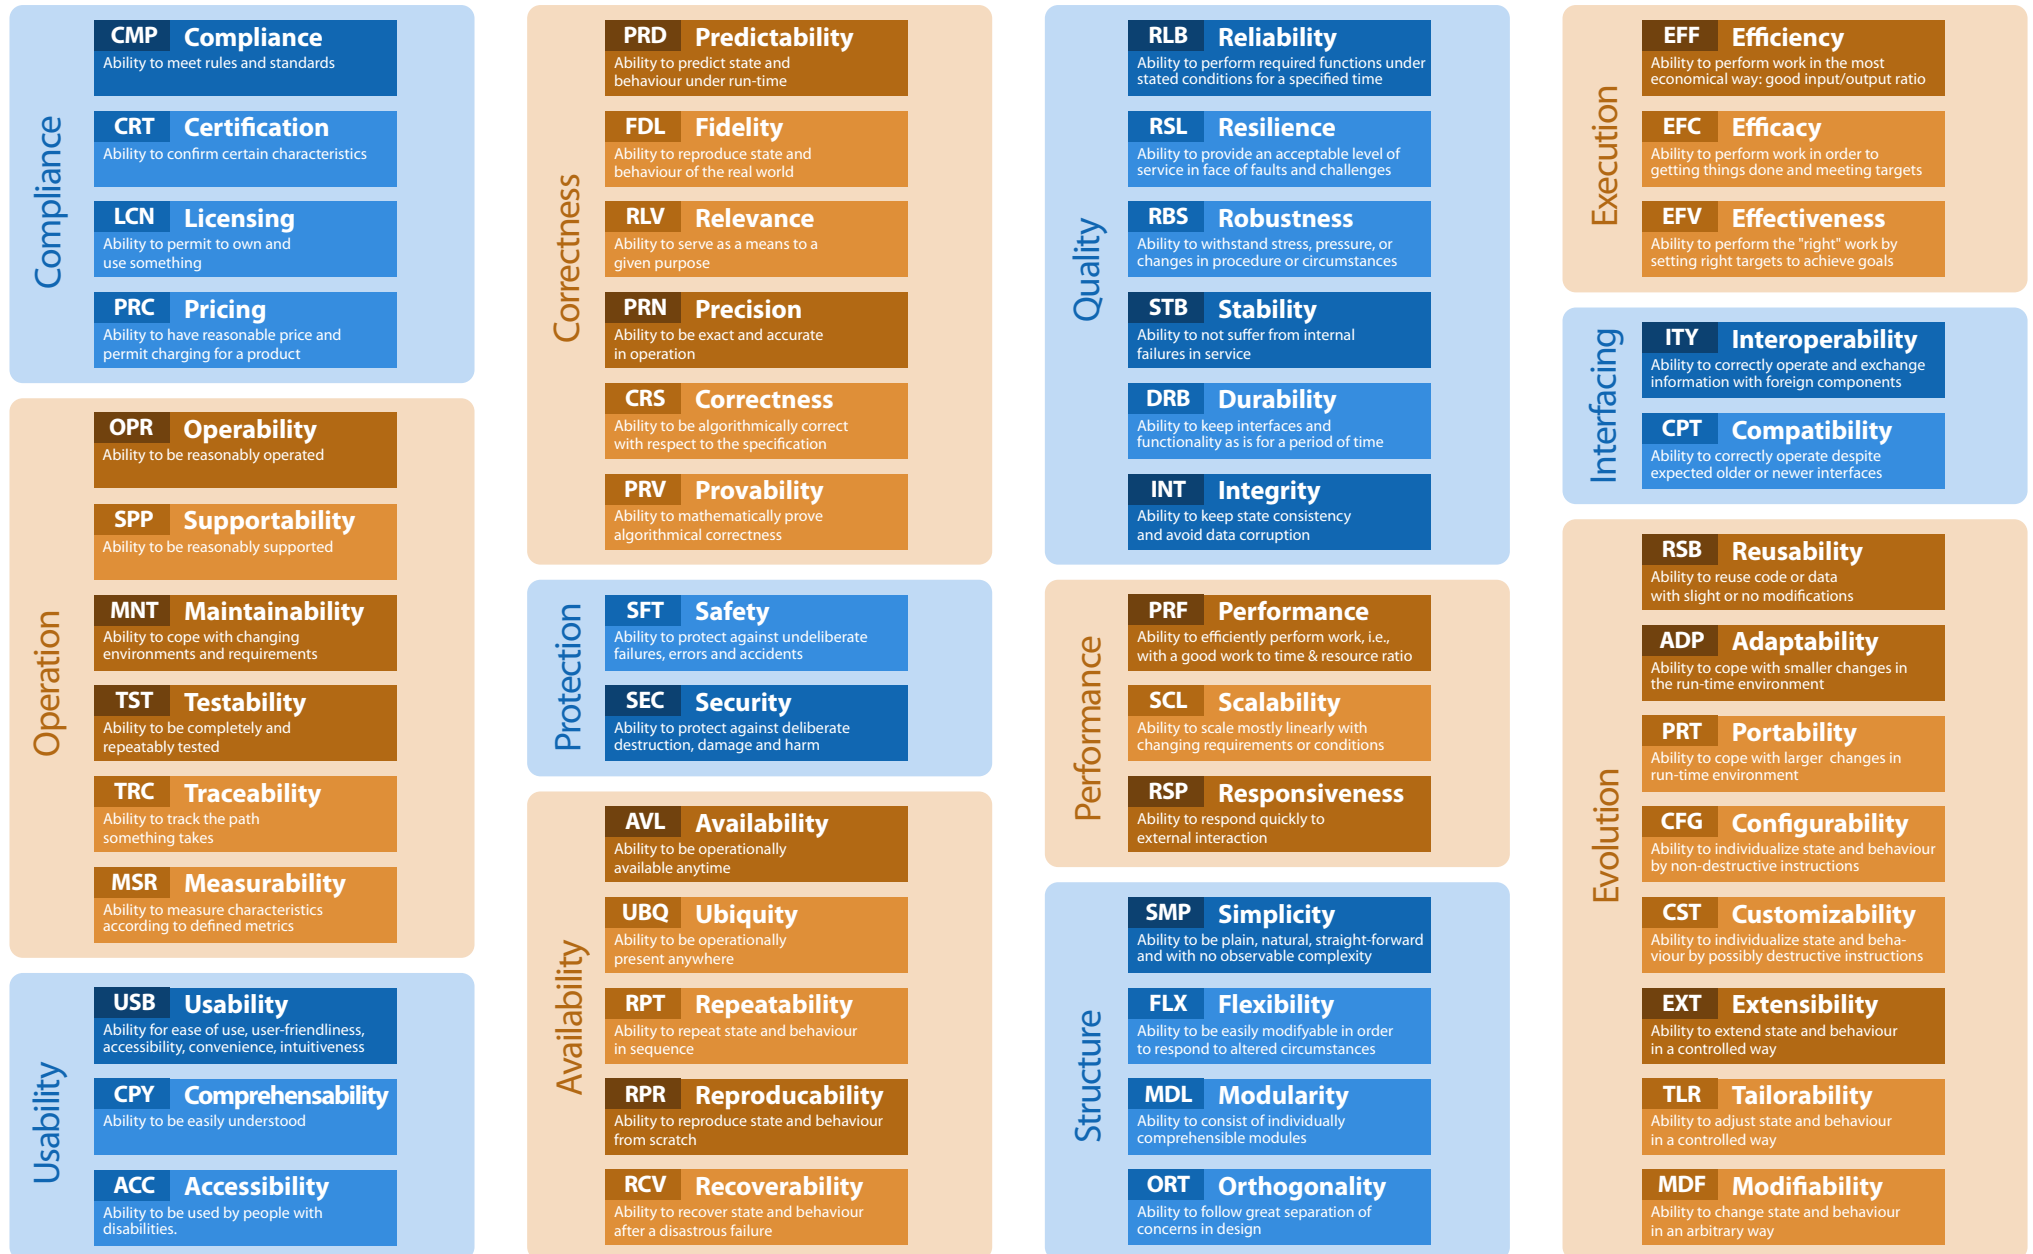 Compliance
CMP Compliance
Ability to meet rules and standards
CRT Certification
Ability to confirm certain characteristics
LCN Licensing
Ability to permit to own and
use something
PRC Pricing
Ability to have reasonable price and
permit charging for a product
Operation
OPR Operability
Ability to be reasonably operated
SPP Supportability
Ability to be reasonably supported
MNT Maintainability
Ability to cope with changing
environments and requirements
TST Testability
Ability to be completely and
repeatably tested
TRC Traceability
Ability to track the path
something takes
MSR Measurability
Ability to measure characteristics
according to defined metrics
Usability
USB Usability
Ability for ease of use, user-friendliness,
accessibility, convenience, intuitiveness
CPY Comprehensability
Ability to be easily understood
ACC Accessibility
Ability to be used by people with
disabilities.
Correctness
PRD Predictability
Ability to predict state and
behaviour under run-time
FDL Fidelity
Ability to reproduce state and
behaviour of the real world
RLV Relevance
Ability to serve as a means to a
given purpose
PRN Precision
Ability to be exact and accurate
in operation
CRS Correctness
Ability to be algorithmically correct
with respect to the specification
PRV Provability
Ability to mathematically prove
algorithmical correctness
Protection
SFT Safety
Ability to protect against undeliberate
failures, errors and accidents
SEC Security
Ability to protect against deliberate
destruction, damage and harm
Availability
AVL Availability
Ability to be operationally
available anytime
UBQ Ubiquity
Ability to be operationally
present anywhere
RPT Repeatability
Ability to repeat state and behaviour
in sequence
RPR Reproducability
Ability to reproduce state and behaviour
from scratch
RCV Recoverability
Ability to recover state and behaviour
after a disastrous failure
Quality
RLB Reliability
Ability to perform required functions under
stated conditions for a specified time
RSL Resilience
Ability to provide an acceptable level of
service in face of faults and challenges
RBS Robustness
Ability to withstand stress, pressure, or
changes in procedure or circumstances
STB Stability
Ability to not suffer from internal
failures in service
DRB Durability
Ability to keep interfaces and
functionality as is for a period of time
INT Integrity
Ability to keep state consistency
and avoid data corruption
Performance
PRF Performance
Ability to efficiently perform work, i.e.,
with a good work to time & resource ratio
SCL Scalability
Ability to scale mostly linearly with
changing requirements or conditions
RSP Responsiveness
Ability to respond quickly to
external interaction
Structure
SMP Simplicity
Ability to be plain, natural, straight-forward
and with no observable complexity
FLX Flexibility
Ability to be easily modifyable in order
to respond to altered circumstances
MDL Modularity
Ability to consist of individually
comprehensible modules
ORT Orthogonality
Ability to follow great separation of
concerns in design
Execution
EFF Efficiency
Ability to perform work in the most
economical way: good input/output ratio
EFC Efficacy
Ability to perform work in order to
getting things done and meeting targets
EFV Effectiveness
Ability to perform the "right" work by
setting right targets to achieve goals
Interfacing
ITY Interoperability
Ability to correctly operate and exchange
information with foreign components
CPT Compatibility
Ability to correctly operate despite
expected older or newer interfaces
Evolution
RSB Reusability
Ability to reuse code or data
with slight or no modifications
ADP Adaptability
Ability to cope with smaller changes in
the run-time environment
PRT Portability
Ability to cope with larger changes in
run-time environment
CFG Configurability
Ability to individualize state and behaviour
by non-destructive instructions
CST Customizability
Ability to individualize state and beha-
viour by possibly destructive instructions
EXT Extensibility
Ability to extend state and behaviour
in a controlled way
TLR Tailorability
Ability to adjust state and behaviour
in a controlled way
MDF Modifiability
Ability to change state and behaviour
in an arbitrary way